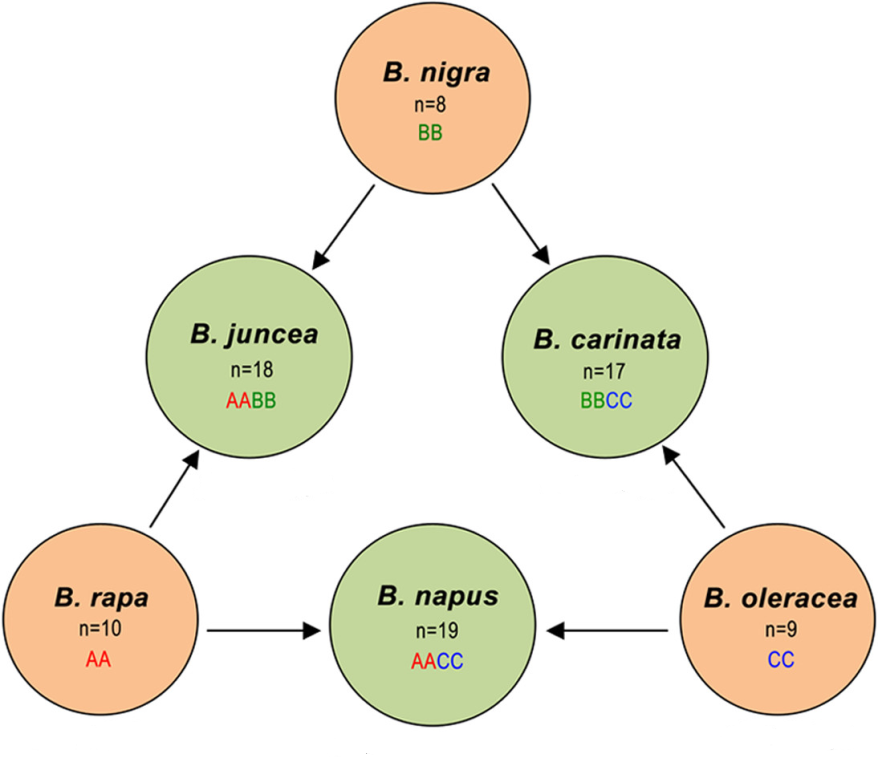 B. nigra
n=8
BB
B. juncea
n=18
AABB
B. carinata
n=17
BBCC
B. rapa
n=10
AA
B. napus
n=19
AACC
B. oleracea
n=9
CC